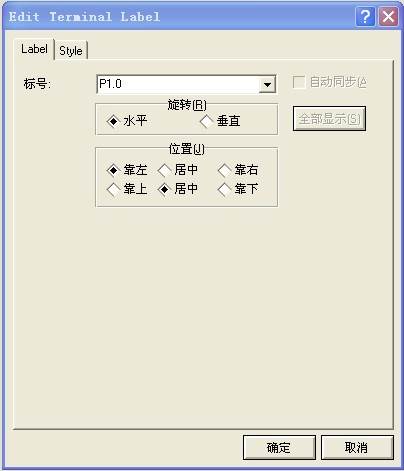 Edit Terminal Label
Label Style
标号: P1.0 自动同步(A
旋转(R)
水平 垂直 全部显示(S)
位置(J)
靠左 居中 靠右
靠上 居中 靠下
确定 取消